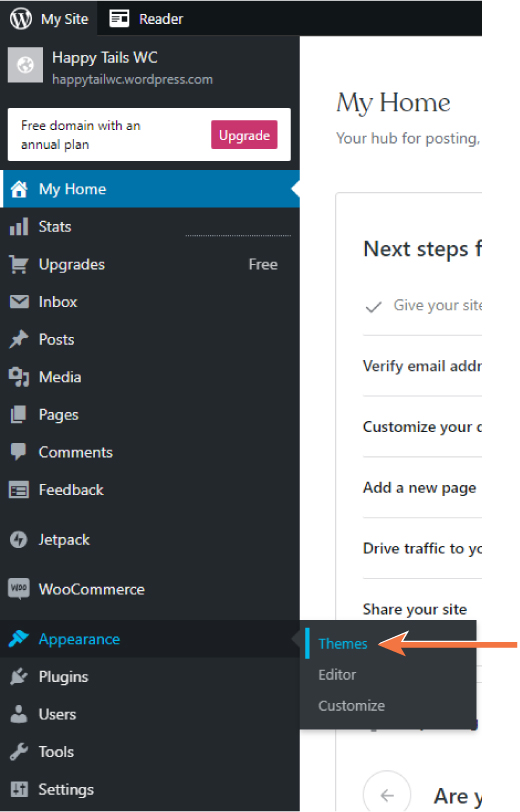 My Site Reader
Happy Tails WC
happytailwc.wordpress.com
Free domain with an
annual plan
Upgrade
My Home
Stats
Upgrades Free
Inbox
Posts
Media
Pages
Comments
Feedback
Jetpack
WooCommerce
Appearance
Plugins
Users
Tools
Settings
Themes
Editor
Customize
My Home
Your hub for posting,
Next steps f
Give your site
Verify email addr
Customize your
Add a new page
Drive traffic to yo
Share your site
Are y